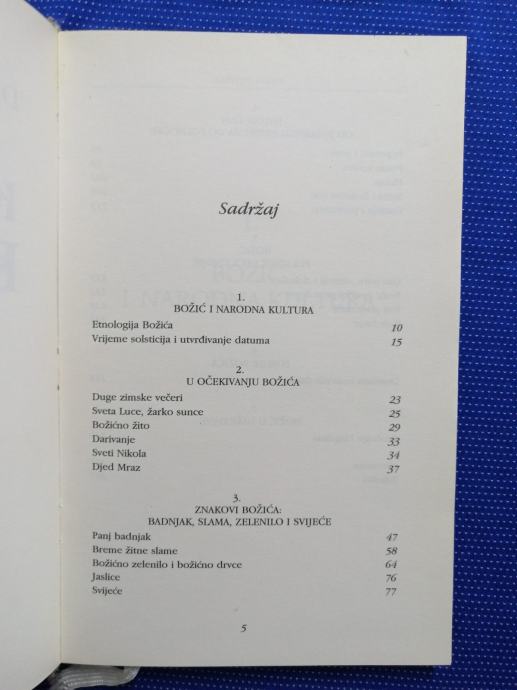 Sadržaj
1.
BOŽIĆ I NARODNA KULTURA
Etnologija Božića 10
Vrijeme solsticija i utvrđivanje datuma 15
2.
U OČEKIVANJU BOŽIĆA
Duge zimske večeri 23
Sveta Luce, žarko sunce 25
Božićno žito 29
Darivanje 33
Sveti Nikola 34
Djed Mraz 37
3.
ZNAKOVI BOŽIĆA:
BADNJAK, SLAMA, ZELENILO I SVIJEĆE
Panj badnjak 47
Breme žitne slame 58
Božićno zelenilo i božićno drvce 64
Jaslice 76
Svijeće 77
5